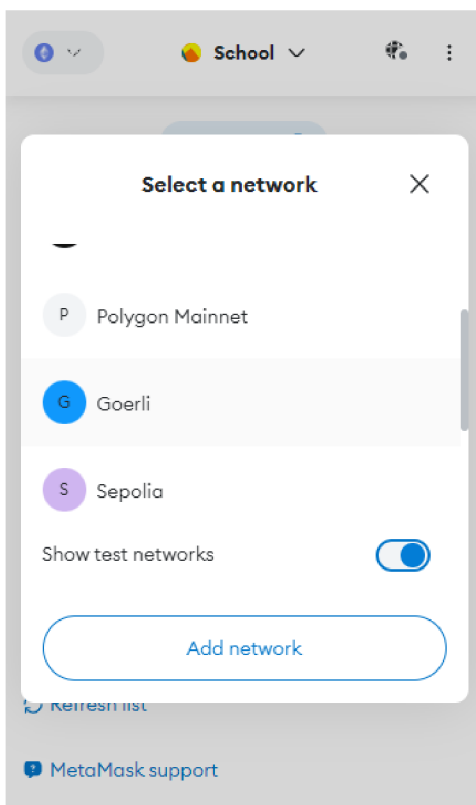 School
Select a network
P Polygon Mainnet
G Goerli
S Sepolia
Show test networks
Add network
Refresh list
MetaMask support